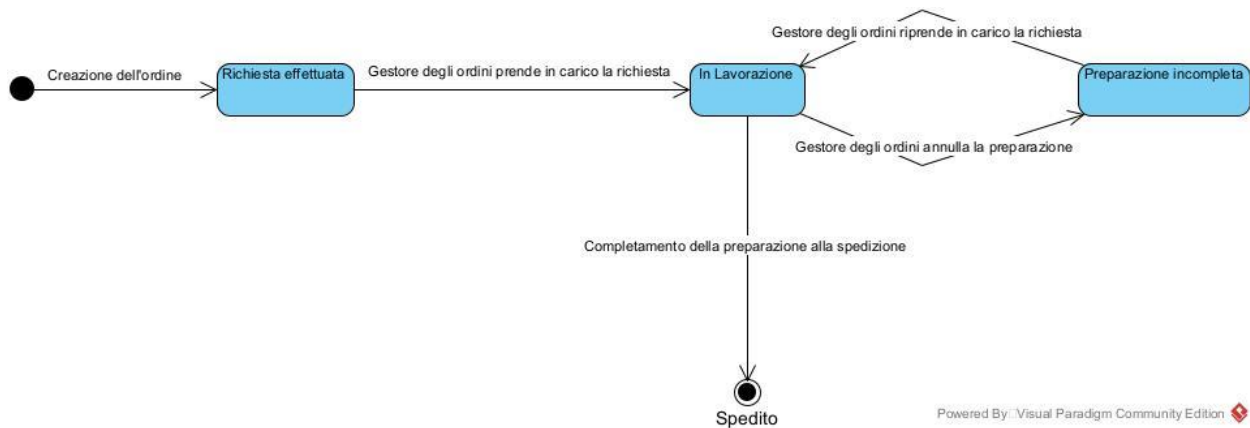 Gestore degli ordini riprende in carico la richiesta
Creazione dell'ordine
Richiesta effettuata
Gestore degli ordini prende in carico la richiesta
In Lavorazione
Preparazione incompleta
Gestore degli ordini annulla la preparazione
Completamento della preparazione alla spedizione
Spedito
Powered By Visual Paradigm Community Edition